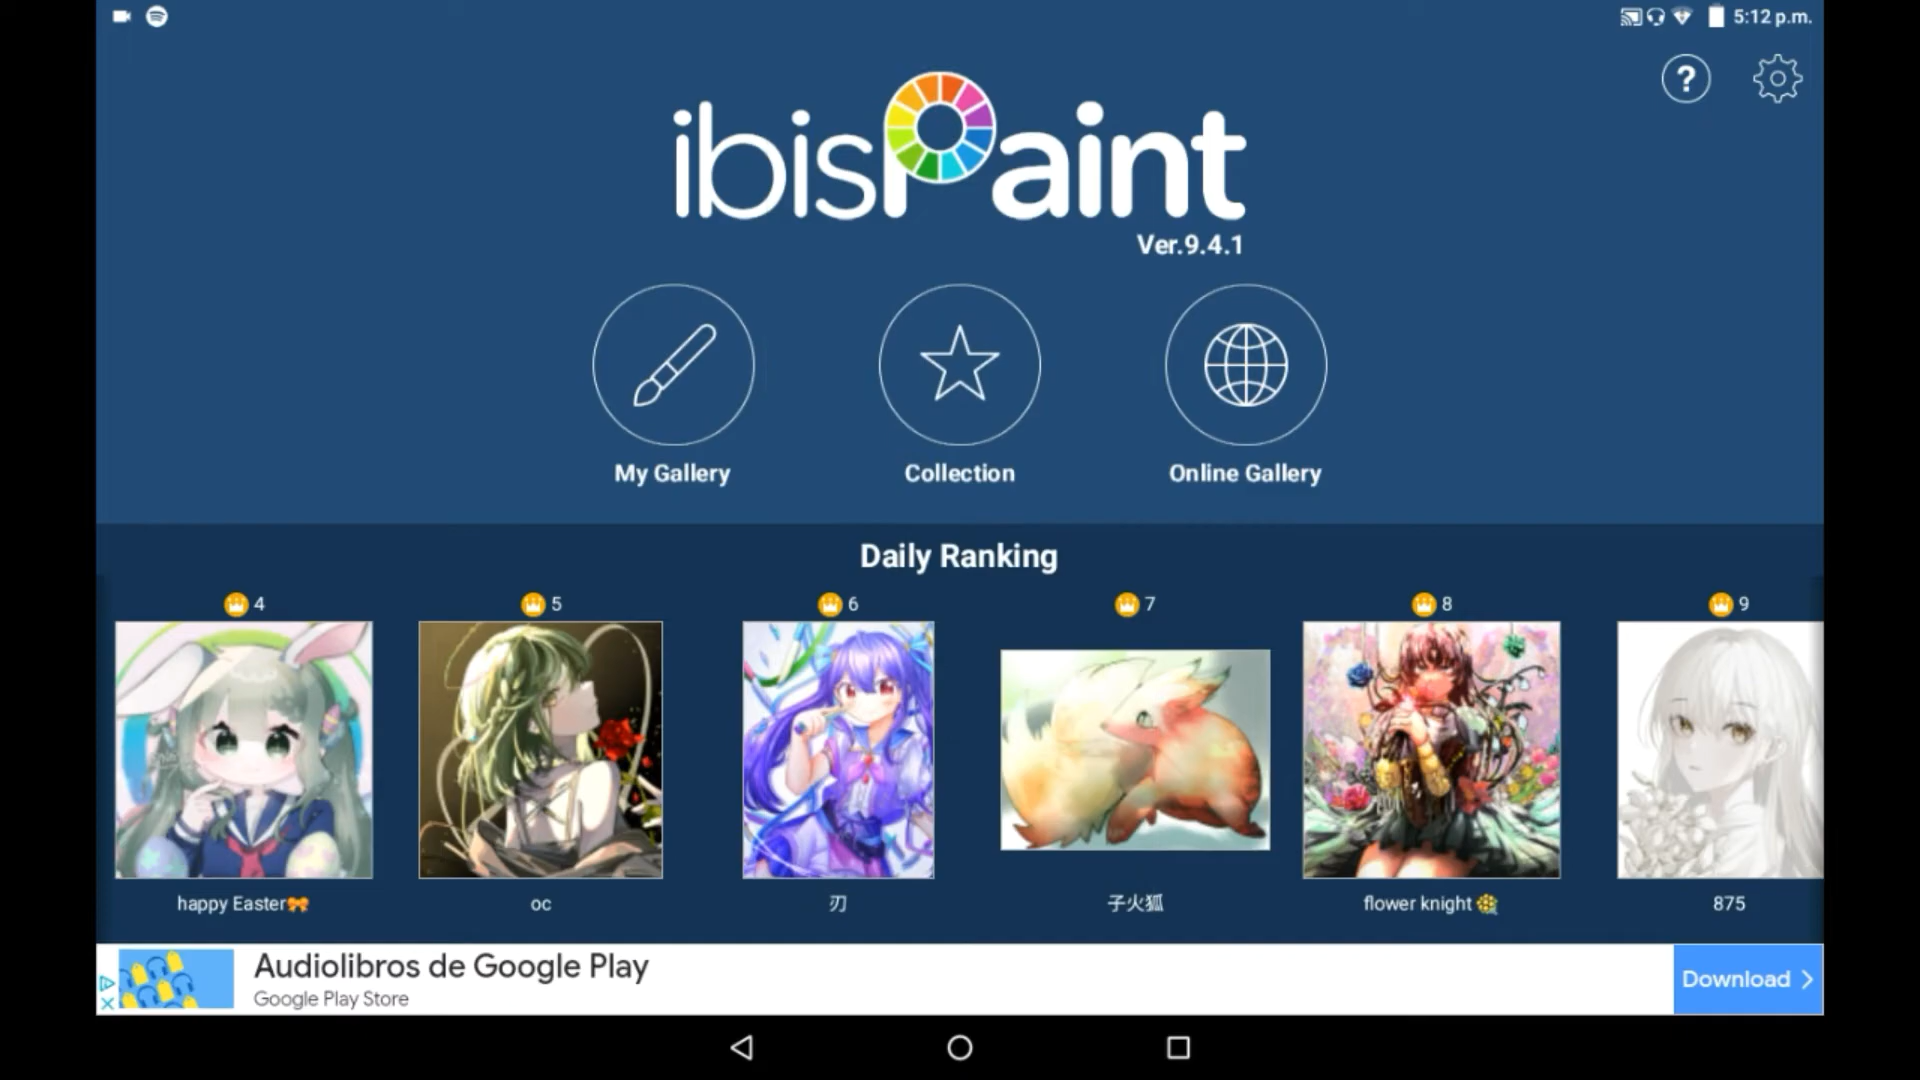 5:12 p.m.
?
ibisPaint
Ver.9.4.1
My Gallery
Collection
Online Gallery
Daily Ranking
4
5
6
7
8
9
happy Easter
oc
刃
子火狐
flower knight
875
Audiolibros de Google Play
Google Play Store
Download